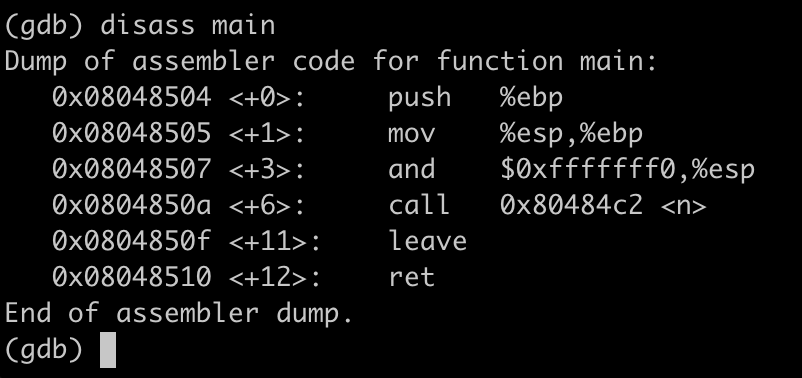 (gdb) disass main
Dump of assembler code for function main:
   0x08048504 <+0>:     push   %ebp
   0x08048505 <+1>:     mov    %esp,%ebp
   0x08048507 <+3>:     and    $0xfffffff0,%esp
   0x0804850a <+6>:     call   0x80484c2 <n>
   0x0804850f <+11>:    leave
   0x08048510 <+12>:    ret
End of assembler dump.
(gdb)